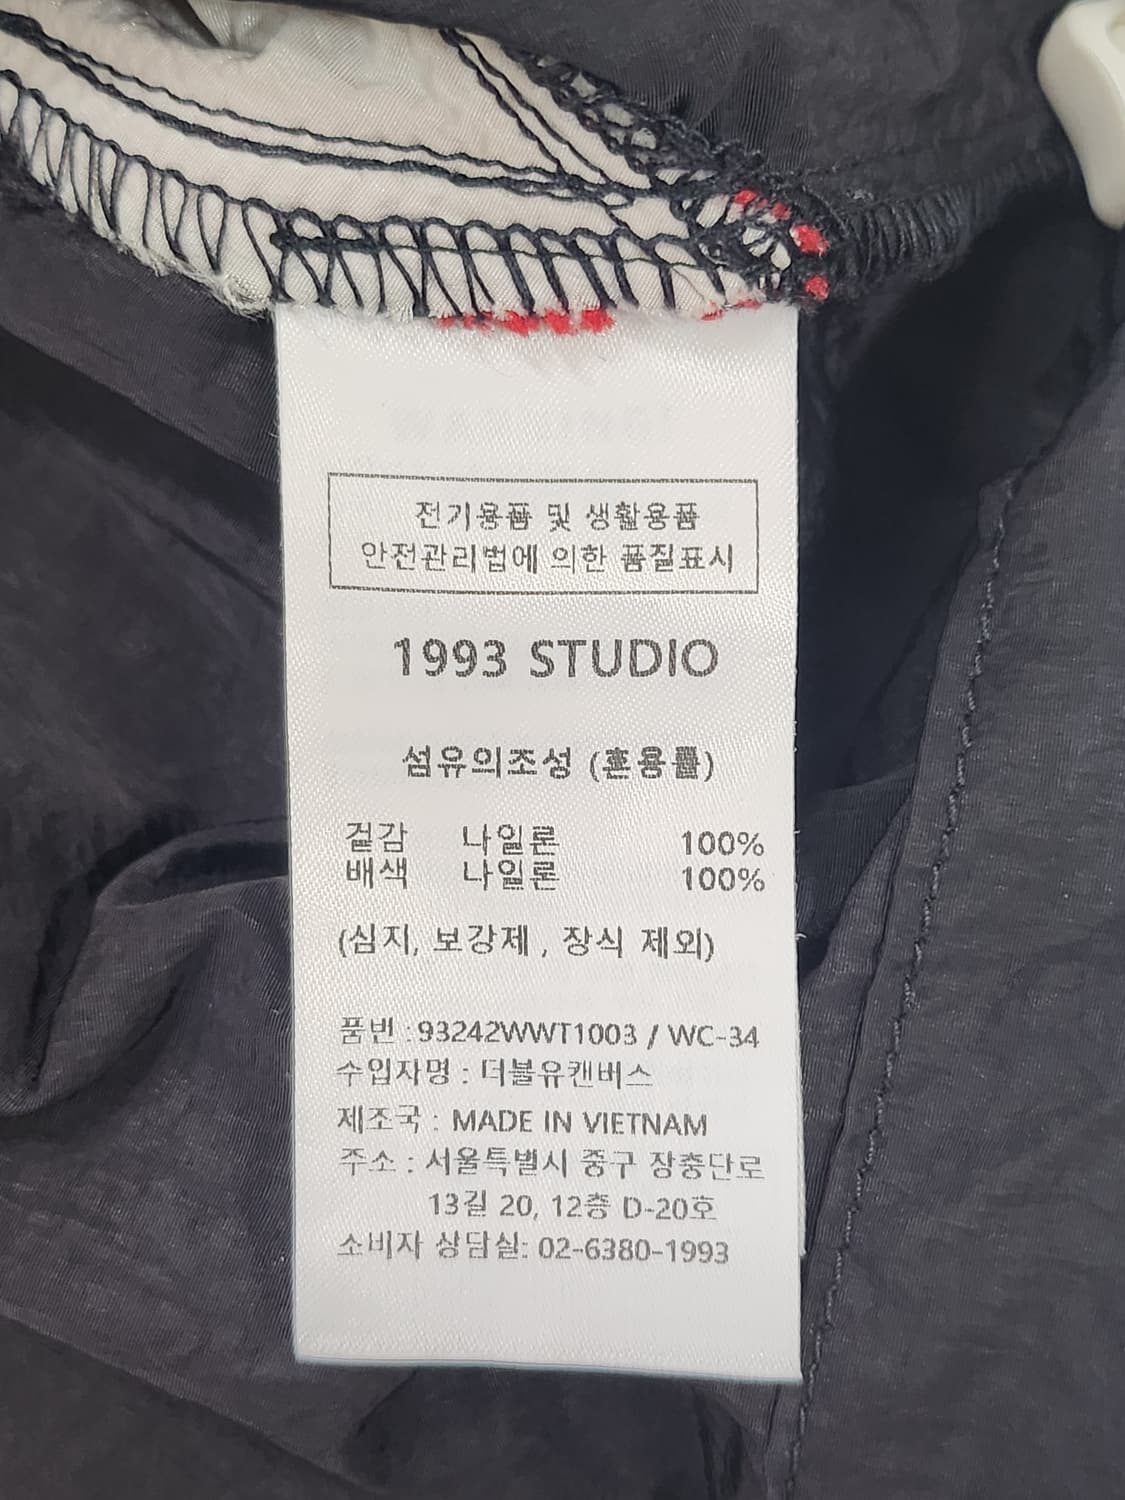 전기용품 및 생활용품
안전관리법에 의한 품질표시
1993 STUDIO
섬유의조성 (혼용률)
겉감 나일론 100%
배색 나일론 100%
(심지, 보강제 , 장식 제외)
품번 :93242WWT1003 / WC-34
수입자명 : 더블유캔버스
제조국 : MADE IN VIETNAM
주소 : 서울특별시 중구 장충단로
13길 20, 12층 D-20호
소비자 상담실: 02-6380-1993